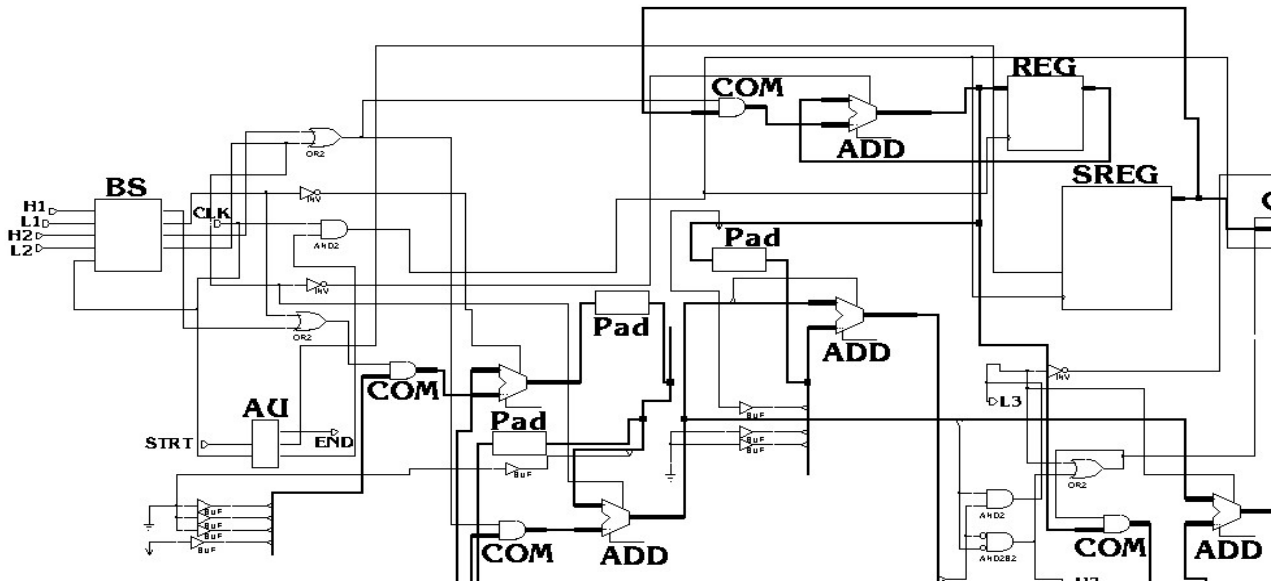 REG
COM
ADD
OR2
BS
SREG
H1
L1
H2
L2
CLK
INV
AND2
Pad
INV
Pad
OR2
ADD
COM
INV
AU
Pad
L3
STRT
END
BUF
BUF
BUF
BUF
OR2
BUF
BUF
BUF
AND2
COM
ADD
AND2B2
COM
ADD